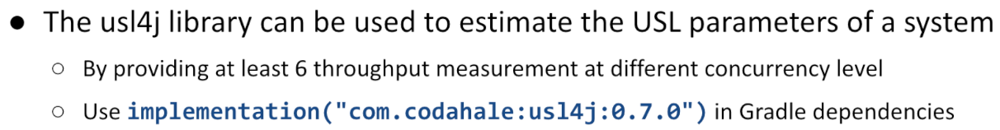 ● The usl4j library can be used to estimate the USL parameters of a system
○ By providing at least 6 throughput measurement at different concurrency level
○ Use implementation("com.codahale:usl4j:0.7.0") in Gradle dependencies